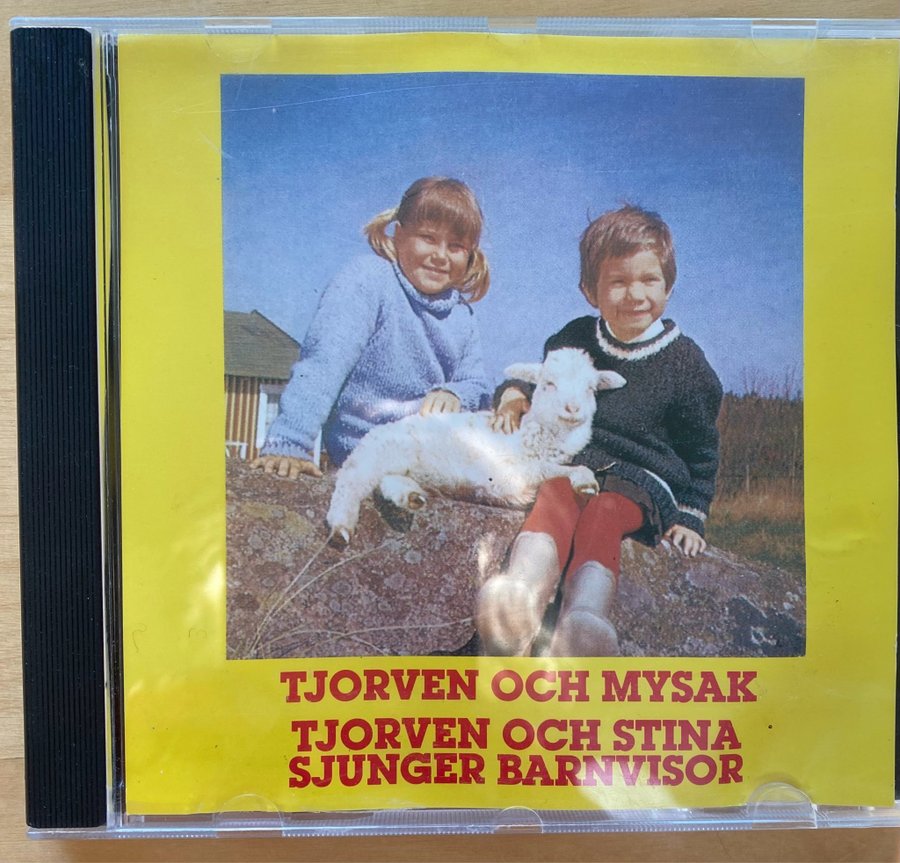 TJORVEN OCH MYSAK
TJORVEN OCH STINA
SJUNGER BARNVISOR